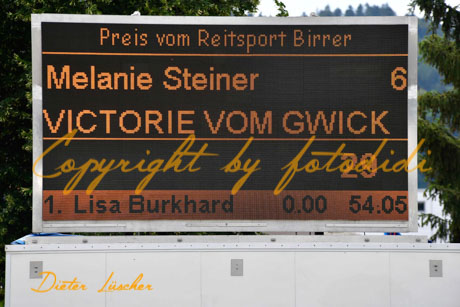 Preis vom Reitsport Birrer
Melanie Steiner 6
VICTORIE VOM GWICK
Copyright by fotodidi
1. Lisa Burkhard 0.00 54.05
Dieter Lüscher